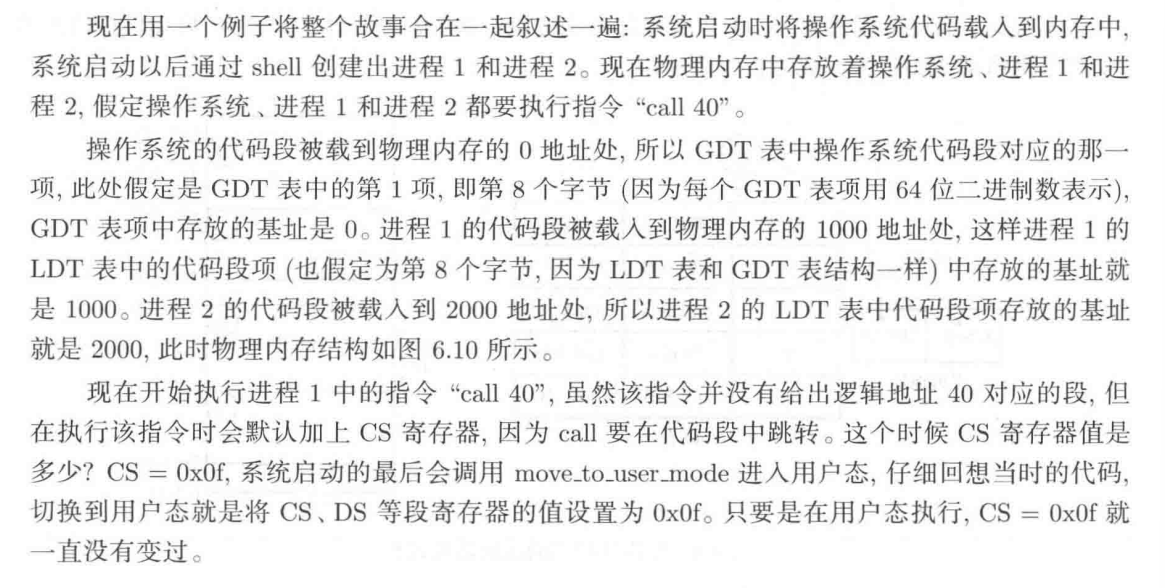 现在用一个例子将整个故事合在一起叙述一遍: 系统启动时将操作系统代码载入到内存中,
系统启动以后通过 shell 创建出进程 1 和进程 2。现在物理内存中存放着操作系统、进程 1 和进
程 2, 假定操作系统、进程 1 和进程 2 都要执行指令 “call 40”。
操作系统的代码段被载到物理内存的 0 地址处, 所以 GDT 表中操作系统代码段对应的那一
项, 此处假定是 GDT 表中的第 1 项, 即第 8 个字节 (因为每个 GDT 表项用 64 位二进制数表示),
GDT 表项中存放的基址是 0。进程 1 的代码段被载入到物理内存的 1000 地址处, 这样进程 1 的
LDT 表中的代码段项 (也假定为第 8 个字节, 因为 LDT 表和 GDT 表结构一样) 中存放的基址就
是 1000。进程 2 的代码段被载入到 2000 地址处, 所以进程 2 的 LDT 表中代码段项存放的基址
就是 2000, 此时物理内存结构如图 6.10 所示。
现在开始执行进程 1 中的指令 “call 40”, 虽然该指令并没有给出逻辑地址 40 对应的段, 但
在执行该指令时会默认加上 CS 寄存器, 因为 call 要在代码段中跳转。这个时候 CS 寄存器值是
多少? CS = 0x0f, 系统启动的最后会调用 move_to_user_mode 进入用户态, 仔细回想当时的代码,
切换到用户态就是将 CS、DS 等段寄存器的值设置为 0x0f。只要是在用户态执行, CS = 0x0f 就
一直没有变过。